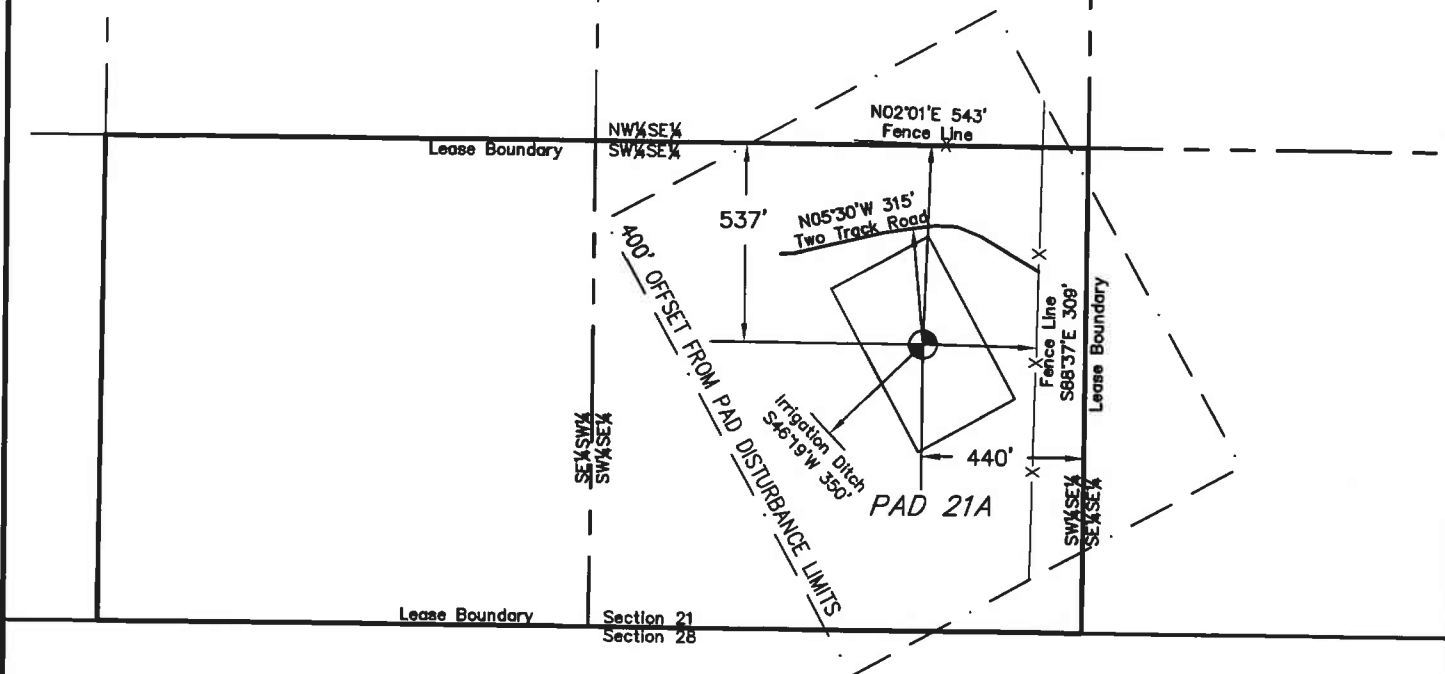 N02°01'E 543'
Fence Line
NW¼SE¼
SW¼SE¼
Lease Boundary
537'
N05°30'W 315'
Two Track Road
400' OFFSET FROM PAD DISTURBANCE LIMITS
Fence Line
S88°37'E 309'
Lease Boundary
Irrigation Ditch
S46°19'W 350'
440'
PAD 21A
SE¼SW¼
SW¼SE¼
SW¼SE¼
SE¼SE¼
Lease Boundary
Section 21
Section 28